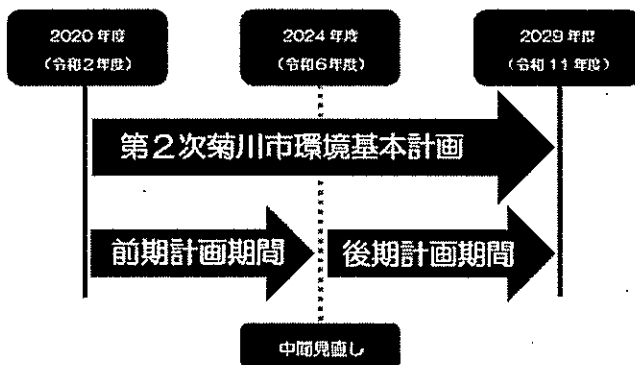 2020年度
(令和2年度)
2024年度
(令和6年度)
2029年度
(令和11年度)
第2次菊川市環境基本計画
前期計画期間
後期計画期間
中間見直し